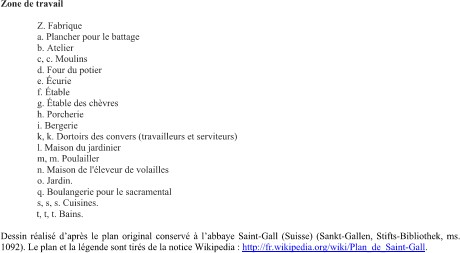 Zone de travail
Z. Fabrique
a. Plancher pour le battage
b. Atelier
c, c. Moulins
d. Four du potier
e. Écurie
f. Étable
g. Étable des chèvres
h. Porcherie
i. Bergerie
k, k. Dortoirs des convers (travailleurs et serviteurs)
l. Maison du jardinier
m, m. Poulailler
n. Maison de l'éleveur de volailles
o. Jardin.
q. Boulangerie pour le sacramental
s, s, s. Cuisines.
t, t, t. Bains.
Dessin réalisé d’après le plan original conservé à l’abbaye Saint-Gall (Suisse) (Sankt-Gallen, Stifts-Bibliothek, ms.
1092). Le plan et la légende sont tirés de la notice Wikipedia : http://fr.wikipedia.org/wiki/Plan_de_Saint-Gall.